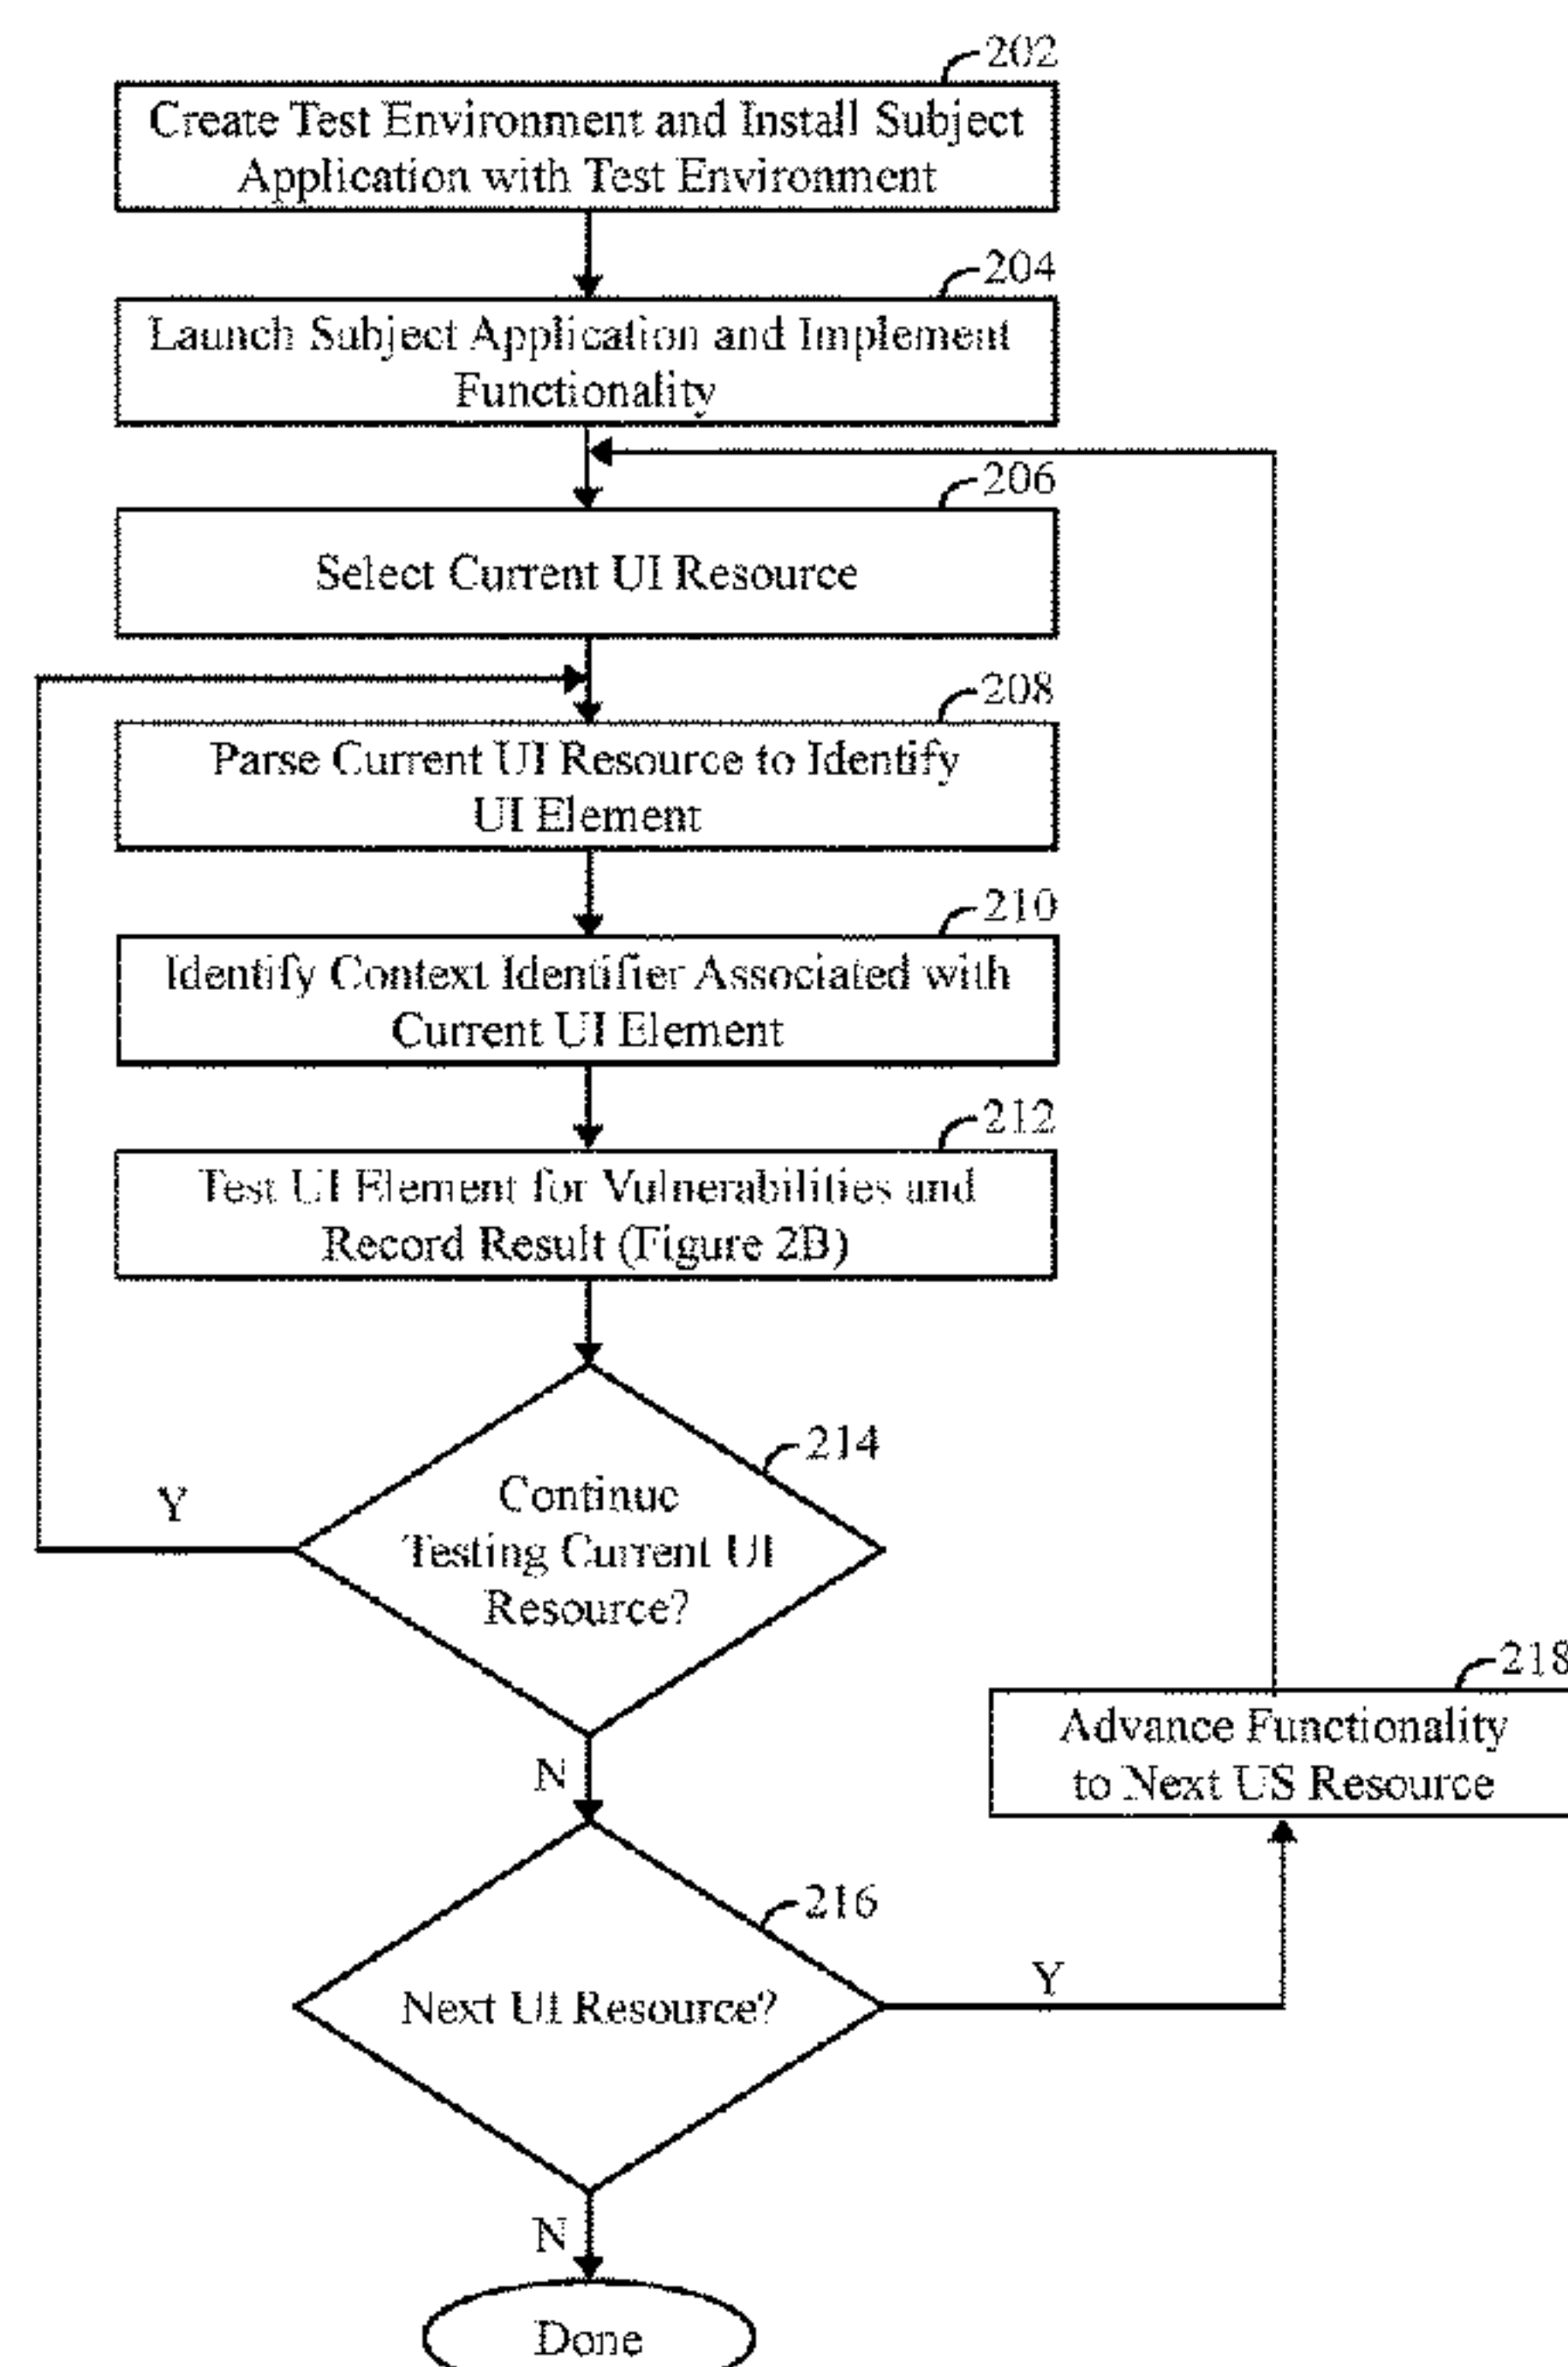 202
Create Test Environment and Install Subject
Application with Test Environment
204
Launch Subject Application and Implement
Functionality
206
Select Current UI Resource
208
Parse Current UI Resource to Identify
UI Element
210
Identify Context Identifier Associated with
Current UI Element
212
Test UI Element for Vulnerabilities and
Record Result (Figure 2B)
214
Continue
Testing Current UI
Resource?
Y
N
218
Advance Functionality
to Next US Resource
216
Next UI Resource?
Y
N
Done